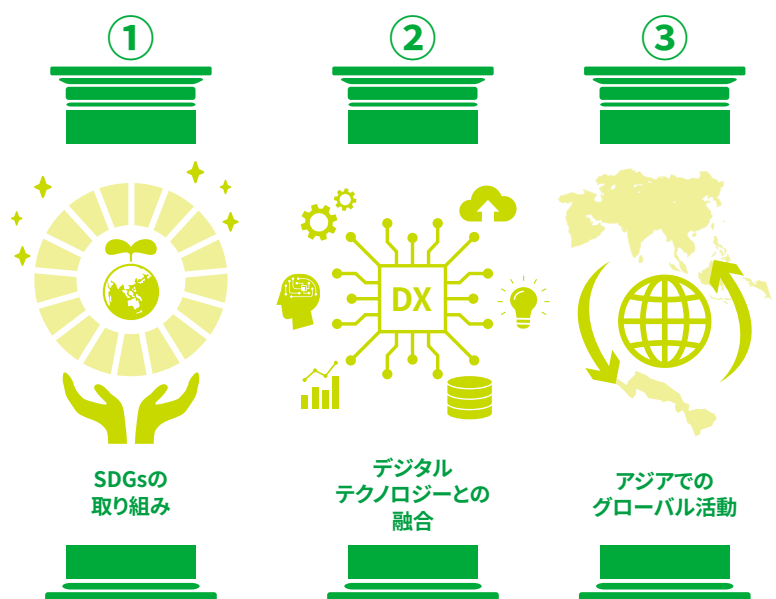 ①
SDGsの
取り組み
②
DX
デジタル
テクノロジーとの
融合
③
アジアでの
グローバル活動